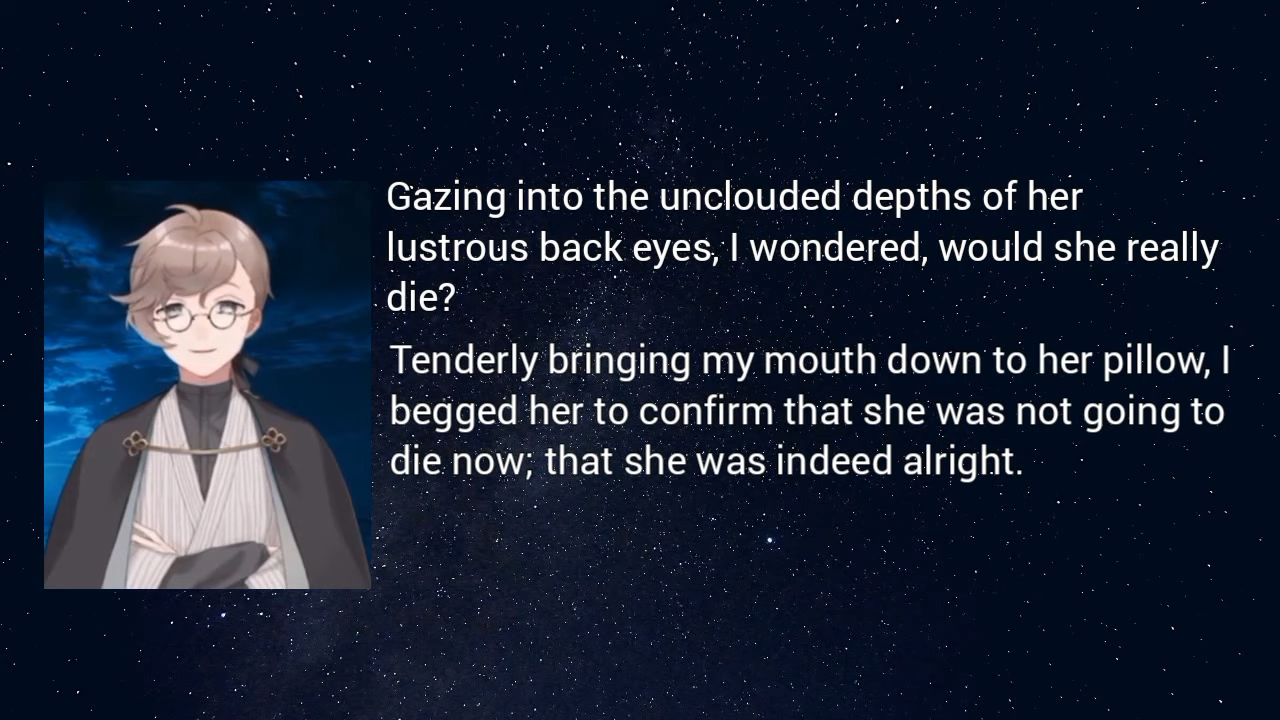 Gazing into the unclouded depths of her
lustrous back eyes, I wondered, would she really
die?
Tenderly bringing my mouth down to her pillow, I
begged her to confirm that she was not going to
die now; that she was indeed alright.